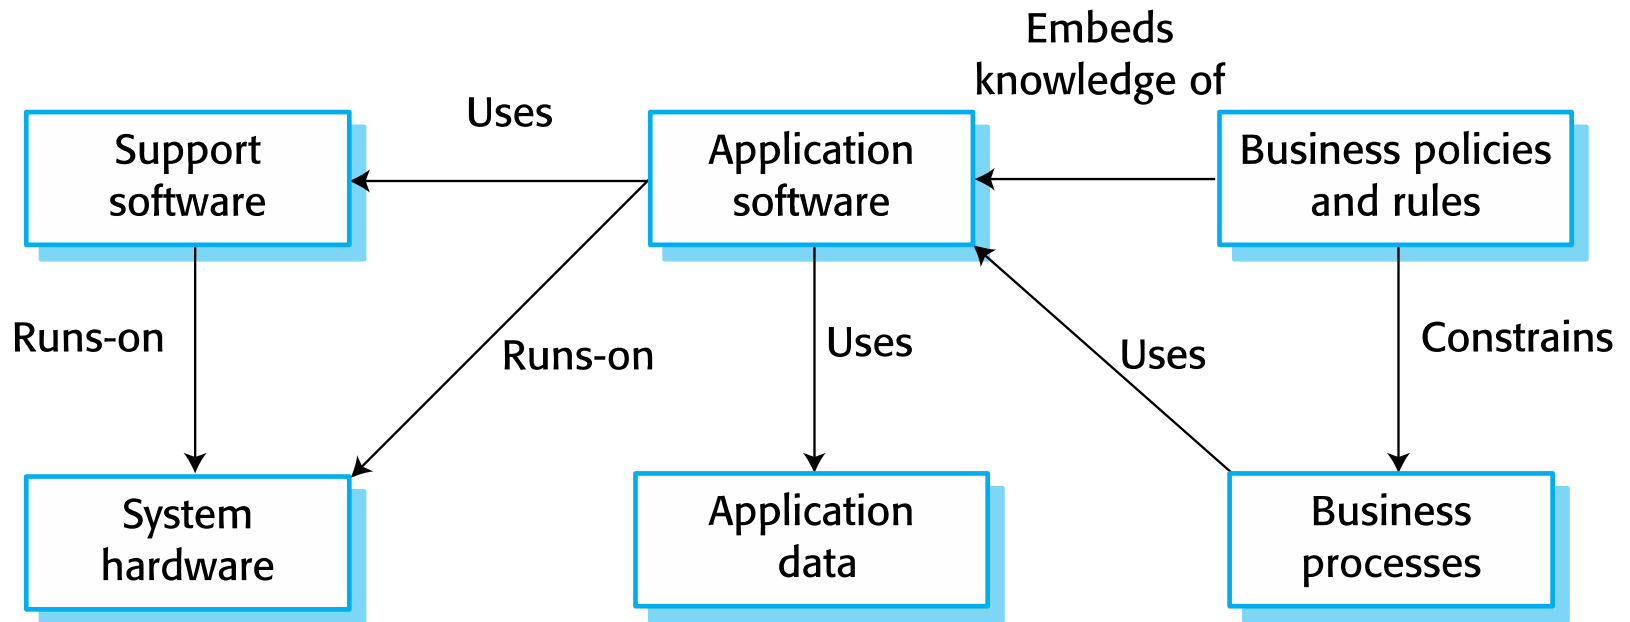 Embeds
knowledge of
Uses
Support
software
Application
software
Business policies
and rules
Runs-on
Runs-on
Uses
Uses
Constrains
System
hardware
Application
data
Business
processes